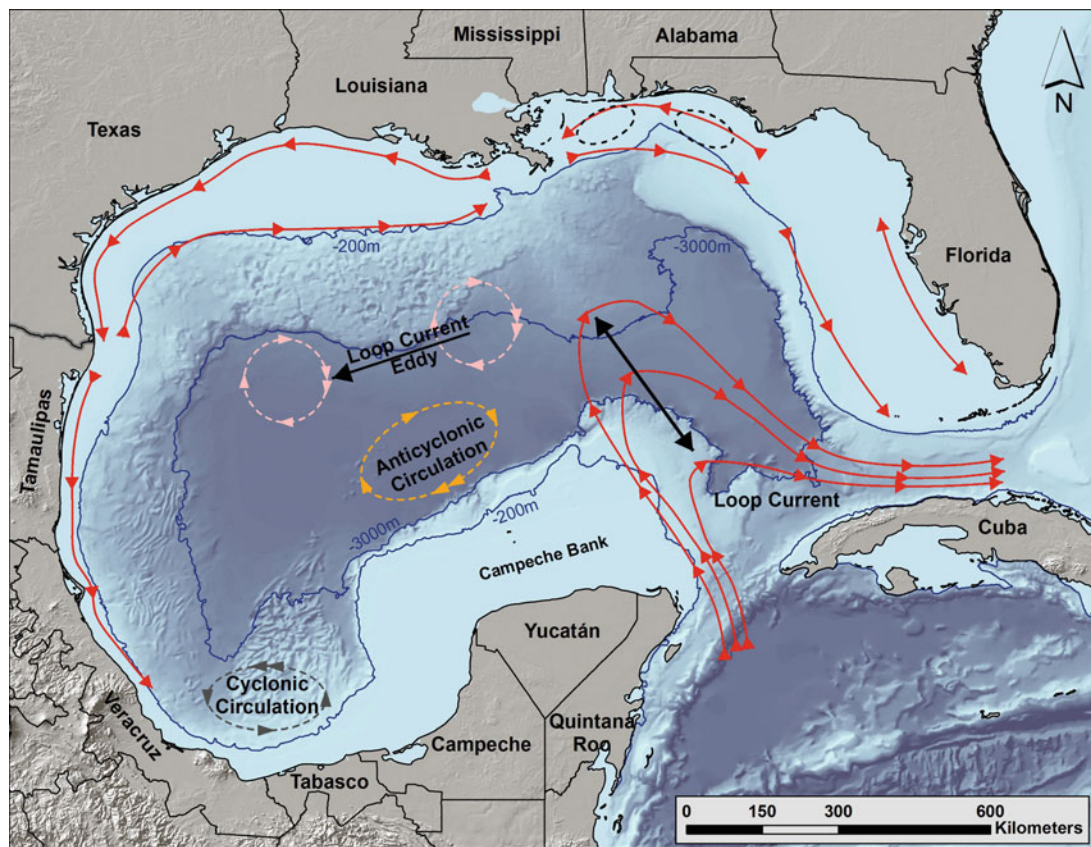 Mississippi
Alabama
Louisiana
Texas
N
-200m
-3000m
Florida
Loop Current
Eddy
Tamaulipas
Anticyclonic
Circulation
Loop Current
-3000m
-200m
Cuba
Campeche Bank
Yucatán
Cyclonic
Circulation
Veracruz
Quintana
Roo
Campeche
Tabasco
0 150 300 600
Kilometers